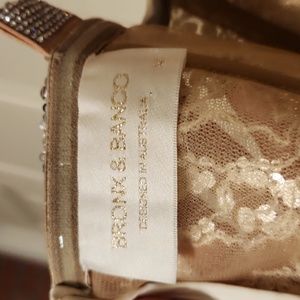 BRONX & BANCO
DESIGNED IN AUSTRALIA